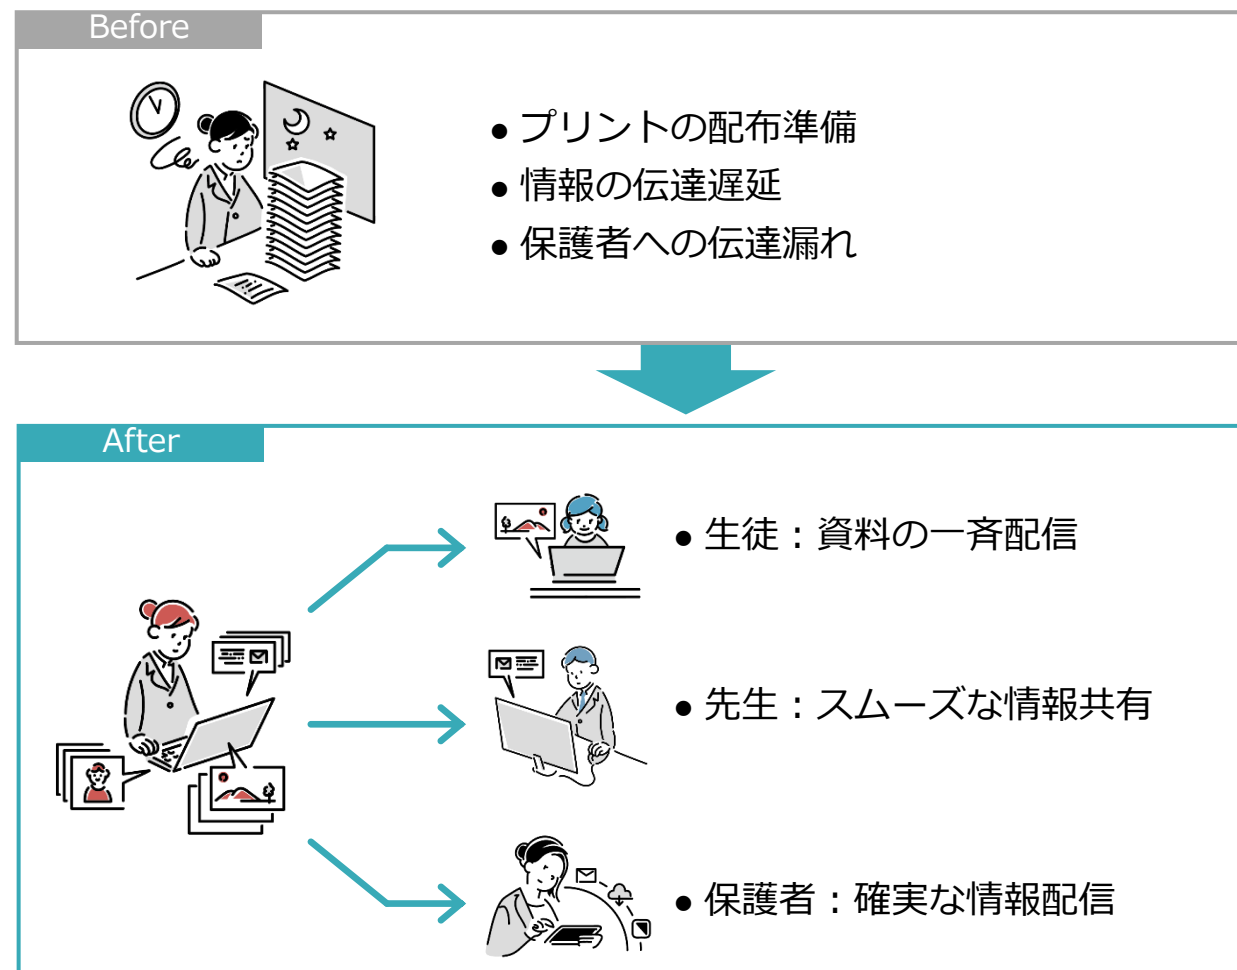 Before
● プリントの配布準備
● 情報の伝達遅延
● 保護者への伝達漏れ
After
● 生徒：資料の一斉配信
● 先生：スムーズな情報共有
● 保護者：確実な情報配信